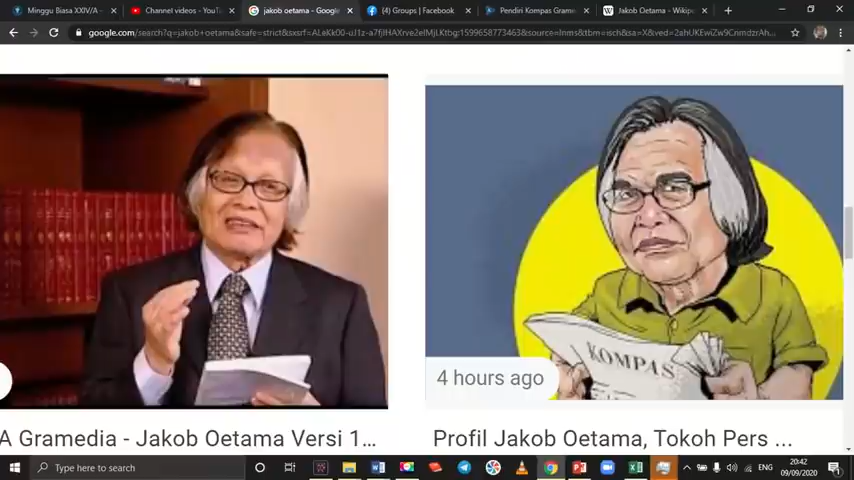 Minggu Biasa XXIV/A -
Channel videos - YouT
jakob oetama - Google
(4) Groups | Facebook
Pendiri Kompas Grame
Jakob Oetama - Wikipe
google.com/search?q=jakob+oetama&safe=strict&
KOMPAS
4 hours ago
A Gramedia - Jakob Oetama Versi 1...
Profil Jakob Oetama, Tokoh Pers ...
Type here to search
ENG
20:42
09/09/2020